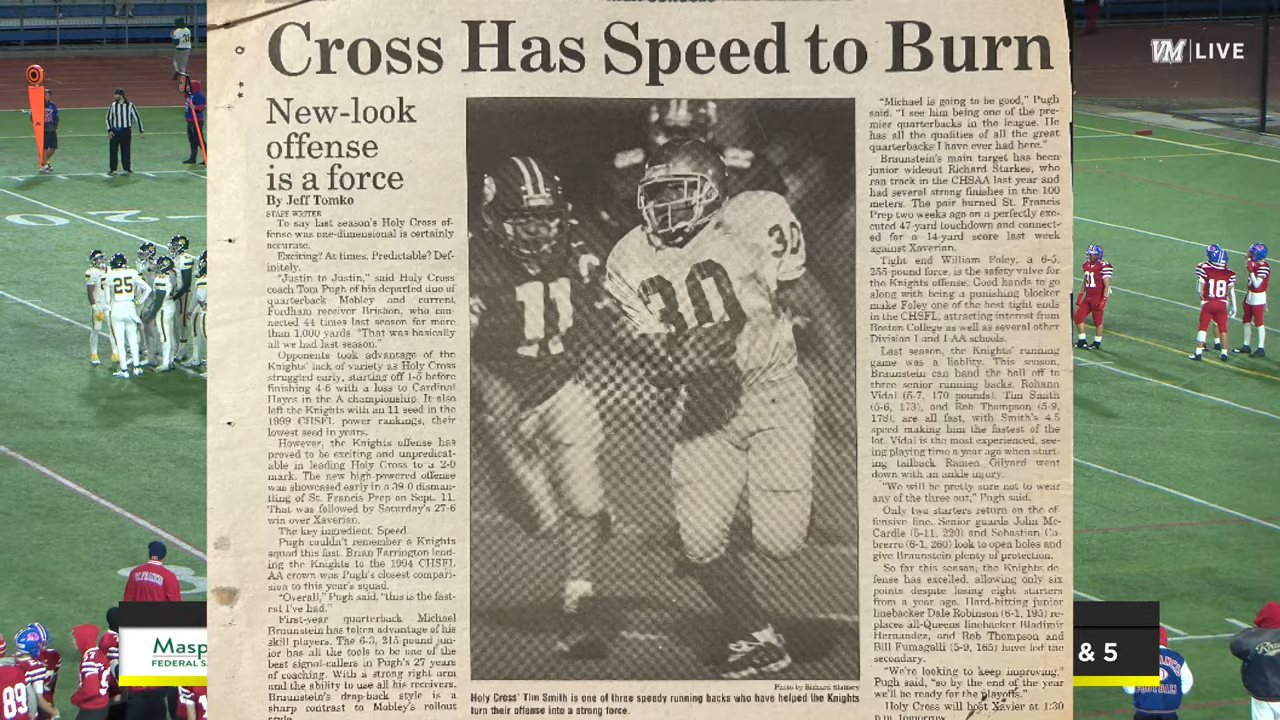 Cross Has Speed to Burn
New-look
offense
is a force
By Jeff Tomko
STAFF WRITER
To say last season's Holy Cross of-
fense was one-dimensional is certainly
accurate.
Exciting? At times. Predictable? Def-
initely.
"Justin to Justin," said Holy Cross
coach Tom Pugh of his departed duo of
quarterback Mobley and current
Fordham receiver Brishon, who con-
nected 44 times last season for more
than 1,000 yards. "That was basically
all we had last season."
Opponents took advantage of the
Knights' lack of variety as Holy Cross
struggled early, starting off 1-5 before
finishing 4-6 with a loss to Cardinal
Hayes in the A championship. It also
left the Knights with an 11 seed in the
1999 CHSFL power rankings, their
lowest seed in years.
However, the Knights offense has
proved to be exciting and unpredict-
able in leading Holy Cross to a 2-0
mark. The new high-powered offense
was showcased early in a 39-0 disman-
tling of St. Francis Prep on Sept. 11.
That was followed by Saturday's 27-6
win over Xaverian.
The key ingredient: Speed.
Pugh couldn't remember a Knights
squad this fast. Brian Farrington lead-
ing the Knights to the 1994 CHSFL
AA crown was Pugh's closest compari-
sion to this year's squad.
"Overall," Pugh said, "this is the fast-
est I've had."
First-year quarterback Michael
Braunstein has taken advantage of his
skill players. The 6-3, 215-pound jun-
ior has all the tools to be one of the
best signal-callers in Pugh's 27 years
of coaching. With a strong right arm
and the ability to use all his receivers,
Braunstein's drop-back style is a
sharp contrast to Mobley's rollout
style.
30
30
Photo by Richard Slattery
Holy Cross' Tim Smith is one of three speedy running backs who have helped the Knights
turn their offense into a strong force.
"Michael is going to be good," Pugh
said. "I see him being one of the pre-
mier quarterbacks in the league. He
has all the qualities of all the great
quarterbacks I have ever had here."
Braunstein's main target has been
junior wideout Richard Starkes, who
ran track in the CHSAA last year and
had several strong finishes in the 100
meters. The pair burned St. Francis
Prep two weeks ago on a perfectly exe-
cuted 47-yard touchdown and connect-
ed for a 14-yard score last week
against Xaverian.
Tight end William Foley, a 6-5,
255-pound force, is the safety valve for
the Knights offense. Good hands to go
along with being a punishing blocker
make Foley one of the best tight ends
in the CHSFL, attracting interest from
Boston College as well as several other
Division I and I-AA schools.
Last season, the Knights' running
game was a liablity. This season,
Braunstein can hand the ball off to
three senior running backs. Rohann
Vidal (5-7, 170 pounds), Tim Smith
(5-6, 173), and Rob Thompson (5-9,
178), are all fast, with Smith's 4.5
speed making him the fastest of the
lot. Vidal is the most experienced, see-
ing playing time a year ago when start-
ing tailback Ramen Gilyard went
down with an ankle injury.
"We will be pretty sure not to wear
any of the three out," Pugh said.
Only two starters return on the of-
fensive line. Senior guards John Mc-
Cardle (5-11, 220) and Sebastian Ca-
brerro (6-1, 260) look to open holes and
give Braunstein plenty of protection.
So far this season, the Knights de-
fense has excelled, allowing only six
points despite losing eight starters
from a year ago. Hard-hitting junior
linebacker Dale Robinson (6-1, 195) re-
places all-Queens linebacker Bladimir
Hernandez, and Rob Thompson and
Bill Fumagalli (5-9, 165) have led the
secondary.
"We're looking to keep improving,"
Pugh said, "so by the end of the year
we'll be ready for the playoffs."
Holy Cross will host Xavier at 1:30
p.m. tomorrow.
VM LIVE
20
25
31
18
89
Masp
FEDERAL SA
& 5